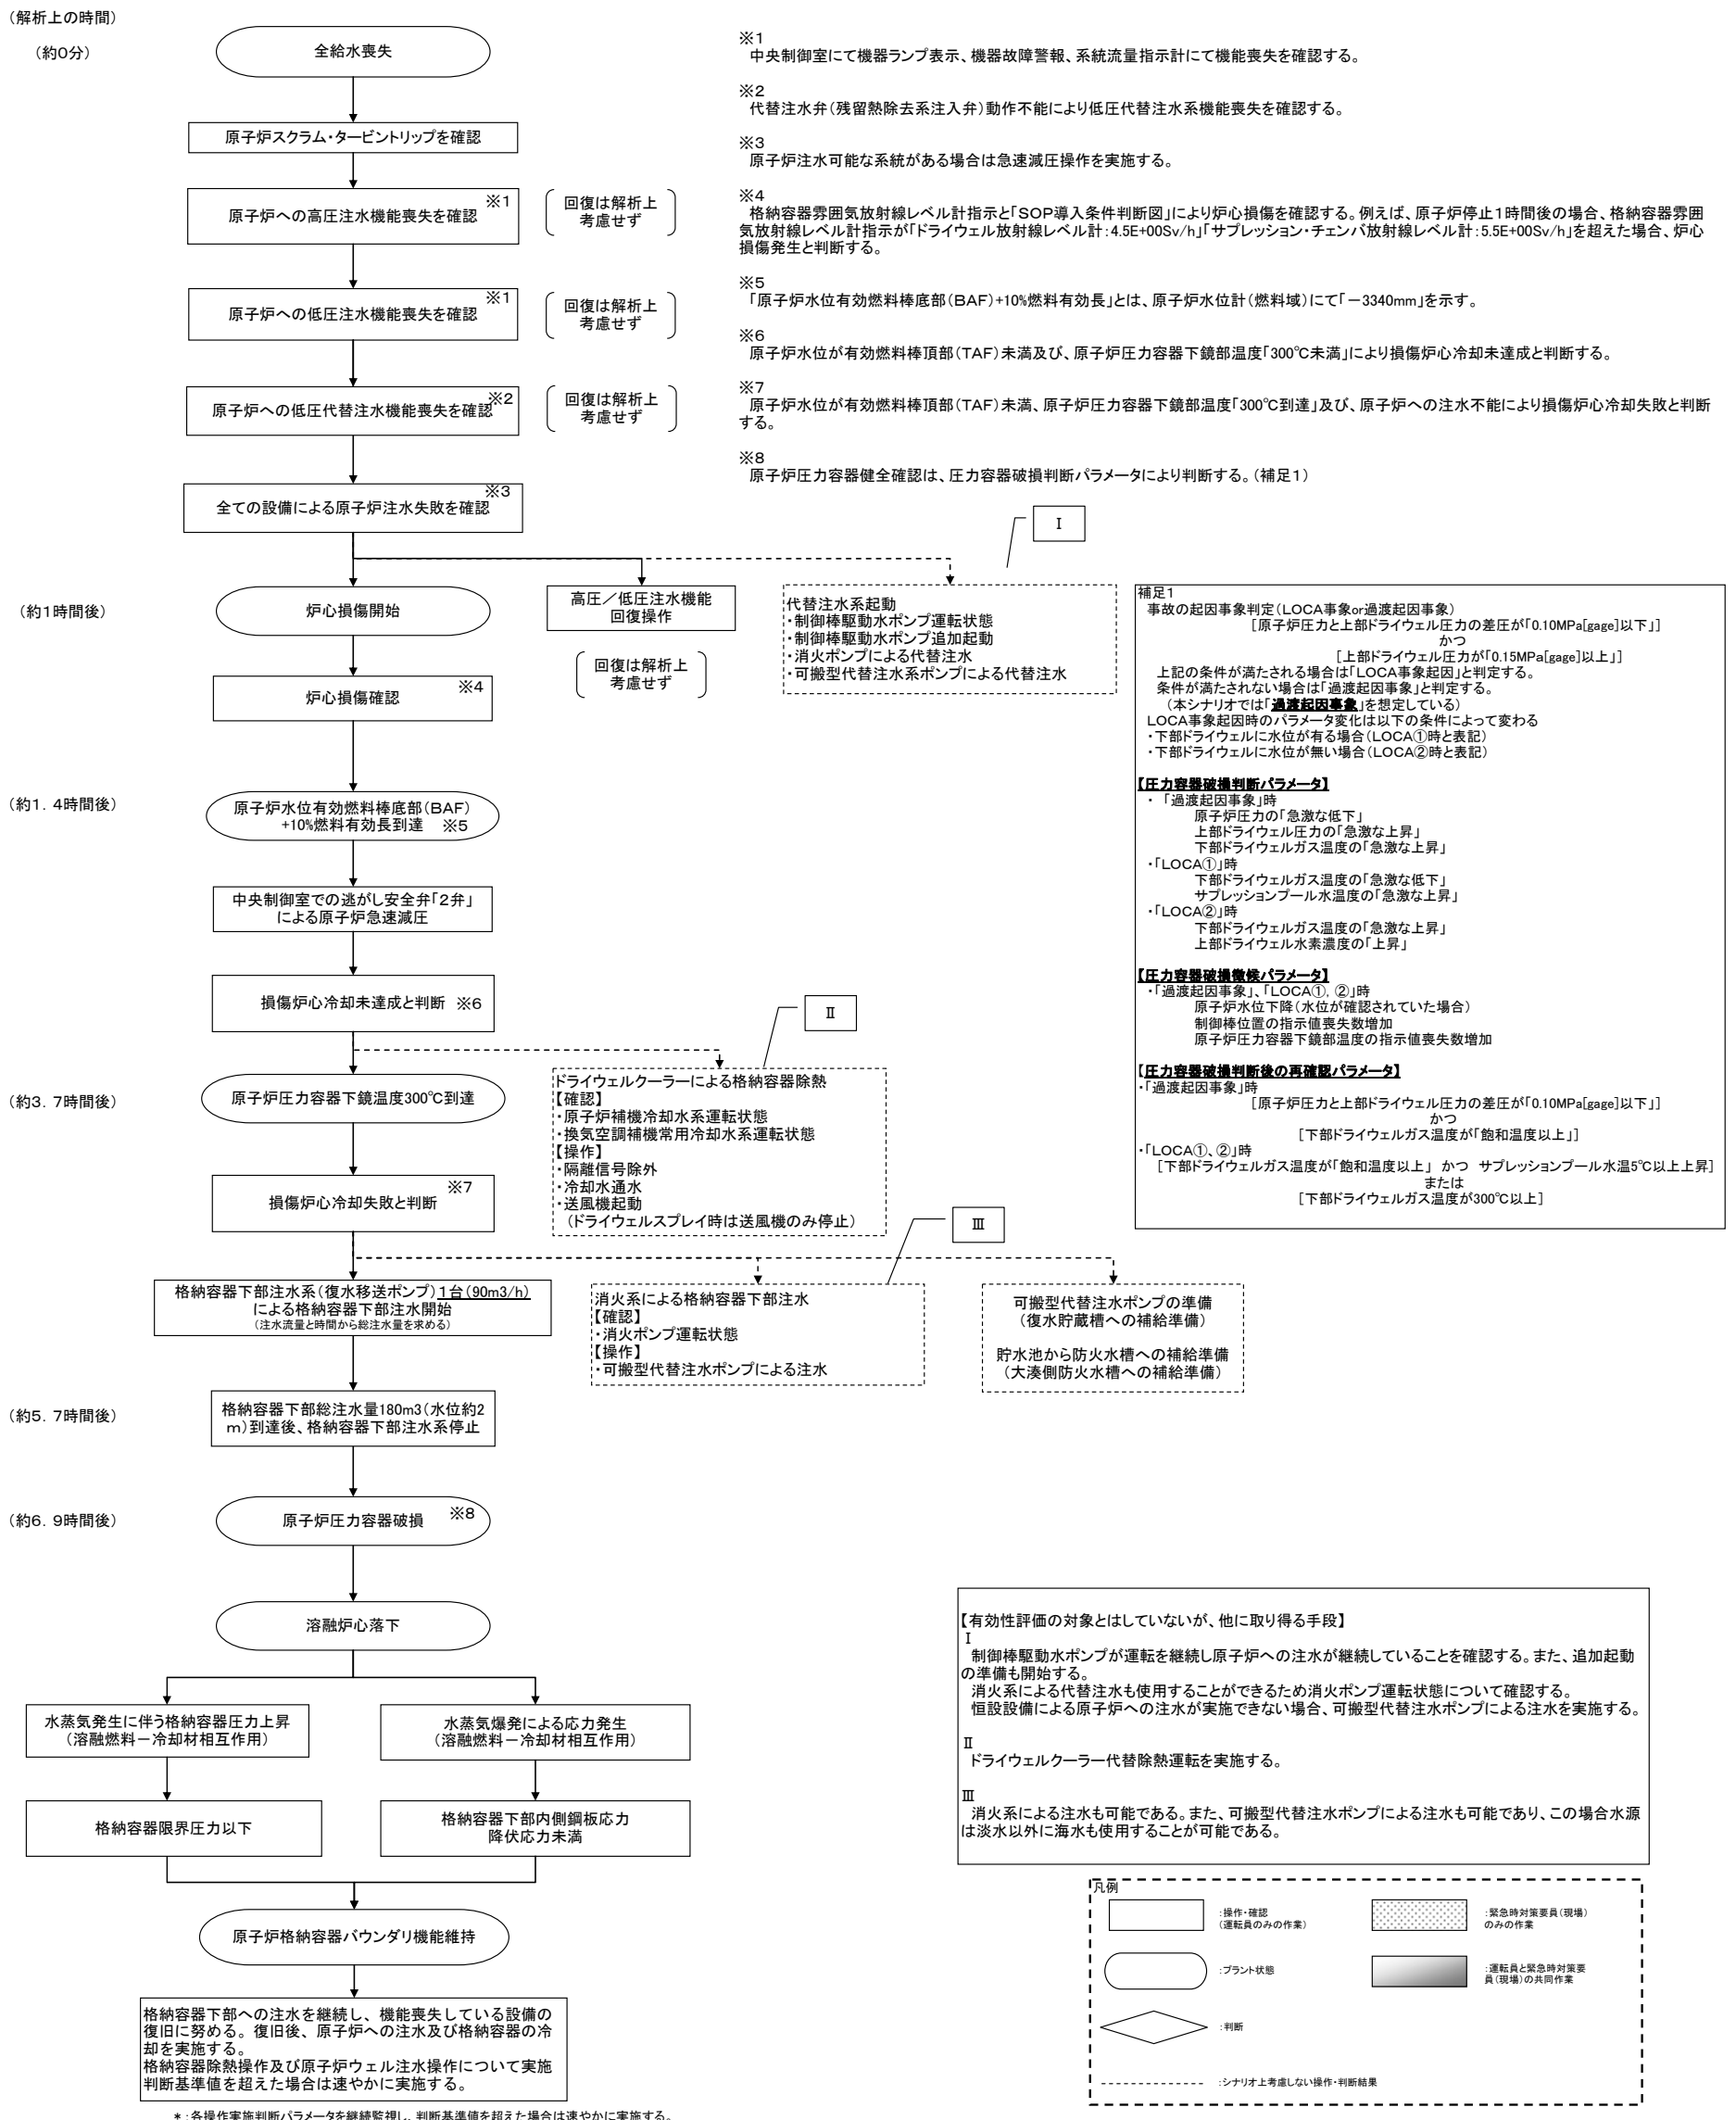 （解析上の時間）
（約0分）
全給水喪失
原子炉スクラム・タービントリップを確認
原子炉への高圧注水機能喪失を確認
※1
回復は解析上
考慮せず
原子炉への低圧注水機能喪失を確認
※1
回復は解析上
考慮せず
原子炉への低圧代替注水機能喪失を確認
※2
回復は解析上
考慮せず
全ての設備による原子炉注水失敗を確認
※3
（約1時間後）
炉心損傷開始
高圧／低圧注水機能
回復操作
回復は解析上
考慮せず
Ⅰ
代替注水系起動
・制御棒駆動水ポンプ運転状態
・制御棒駆動水ポンプ追加起動
・消火ポンプによる代替注水
・可搬型代替注水系ポンプによる代替注水
炉心損傷確認
※4
（約1．4時間後）
原子炉水位有効燃料棒底部（BAF）
+10%燃料有効長到達　※5
中央制御室での逃がし安全弁「2弁」
による原子炉急速減圧
損傷炉心冷却未達成と判断　※6
Ⅱ
（約3．7時間後）
原子炉圧力容器下鏡温度300℃到達
ドライウェルクーラーによる格納容器除熱
【確認】
・原子炉補機冷却水系運転状態
・換気空調補機常用冷却水系運転状態
【操作】
・隔離信号除外
・冷却水通水
・送風機起動
（ドライウェルスプレイ時は送風機のみ停止）
損傷炉心冷却失敗と判断
※7
Ⅲ
格納容器下部注水系（復水移送ポンプ）1台（90m3/h）
による格納容器下部注水開始
（注水流量と時間から総注水量を求める）
消火系による格納容器下部注水
【確認】
・消火ポンプ運転状態
【操作】
・可搬型代替注水ポンプによる注水
可搬型代替注水ポンプの準備
（復水貯蔵槽への補給準備）
貯水池から防火水槽への補給準備
（大湊側防火水槽への補給準備）
（約5．7時間後）
格納容器下部総注水量180m3（水位約2
m）到達後、格納容器下部注水系停止
（約6．9時間後）
原子炉圧力容器破損
※8
溶融炉心落下
水蒸気発生に伴う格納容器圧力上昇
（溶融燃料－冷却材相互作用）
水蒸気爆発による応力発生
（溶融燃料－冷却材相互作用）
格納容器限界圧力以下
格納容器下部内側鋼板応力
降伏応力未満
原子炉格納容器バウンダリ機能維持
格納容器下部への注水を継続し、機能喪失している設備の
復旧に努める。復旧後、原子炉への注水及び格納容器の冷
却を実施する。
格納容器除熱操作及び原子炉ウェル注水操作について実施
判断基準値を超えた場合は速やかに実施する。
＊：各操作実施判断パラメータを継続監視し、判断基準値を超えた場合は速やかに実施する。
※1
中央制御室にて機器ランプ表示、機器故障警報、系統流量指示計にて機能喪失を確認する。
※2
代替注水弁（残留熱除去系注入弁）動作不能により低圧代替注水系機能喪失を確認する。
※3
原子炉注水可能な系統がある場合は急速減圧操作を実施する。
※4
格納容器雰囲気放射線レベル計指示と「SOP導入条件判断図」により炉心損傷を確認する。例えば、原子炉停止1時間後の場合、格納容器雰囲
気放射線レベル計指示が「ドライウェル放射線レベル計：4.5E+00Sv/h」「サプレッション・チェンバ放射線レベル計：5.5E+00Sv/h」を超えた場合、炉心
損傷発生と判断する。
※5
「原子炉水位有効燃料棒底部（BAF）+10%燃料有効長」とは、原子炉水位計（燃料域）にて「－3340mm」を示す。
※6
原子炉水位が有効燃料棒頂部（TAF）未満及び、原子炉圧力容器下鏡部温度「300℃未満」により損傷炉心冷却未達成と判断する。
※7
原子炉水位が有効燃料棒頂部（TAF）未満、原子炉圧力容器下鏡部温度「300℃到達」及び、原子炉への注水不能により損傷炉心冷却失敗と判断
する。
※8
原子炉圧力容器健全確認は、圧力容器破損判断パラメータにより判断する。（補足1）
補足1
事故の起因事象判定（LOCA事象or過渡起因事象）
［原子炉圧力と上部ドライウェル圧力の差圧が「0.10MPa[gage]以下」］
かつ
［上部ドライウェル圧力が「0.15MPa[gage]以上」］
上記の条件が満たされる場合は「LOCA事象起因」と判定する。
条件が満たされない場合は「過渡起因事象」と判定する。
（本シナリオでは「過渡起因事象」を想定している）
LOCA事象起因時のパラメータ変化は以下の条件によって変わる
・下部ドライウェルに水位が有る場合（LOCA①時と表記）
・下部ドライウェルに水位が無い場合（LOCA②時と表記）
【圧力容器破損判断パラメータ】
・「過渡起因事象」時
原子炉圧力の「急激な低下」
上部ドライウェル圧力の「急激な上昇」
下部ドライウェルガス温度の「急激な上昇」
・「LOCA①」時
下部ドライウェルガス温度の「急激な低下」
サプレッションプール水温度の「急激な上昇」
・「LOCA②」時
下部ドライウェルガス温度の「急激な上昇」
上部ドライウェル水素濃度の「上昇」
【圧力容器破損徴候パラメータ】
・「過渡起因事象」、「LOCA①，②」時
原子炉水位下降（水位が確認されていた場合）
制御棒位置の指示値喪失数増加
原子炉圧力容器下鏡部温度の指示値喪失数増加
【圧力容器破損判断後の再確認パラメータ】
・「過渡起因事象」時
［原子炉圧力と上部ドライウェル圧力の差圧が「0.10MPa[gage]以下」］
かつ
［下部ドライウェルガス温度が「飽和温度以上」］
・「LOCA①、②」時
［下部ドライウェルガス温度が「飽和温度以上」 かつ サプレッションプール水温5℃以上上昇］
または
［下部ドライウェルガス温度が300℃以上］
【有効性評価の対象とはしていないが、他に取り得る手段】
Ⅰ
制御棒駆動水ポンプが運転を継続し原子炉への注水が継続していることを確認する。また、追加起動
の準備も開始する。
消火系による代替注水も使用することができるため消火ポンプ運転状態について確認する。
恒設設備による原子炉への注水が実施できない場合、可搬型代替注水ポンプによる注水を実施する。
Ⅱ
ドライウェルクーラー代替除熱運転を実施する。
Ⅲ
消火系による注水も可能である。また、可搬型代替注水ポンプによる注水も可能であり、この場合水源
は淡水以外に海水も使用することが可能である。
凡例
：操作・確認
（運転員のみの作業）
：緊急時対策要員（現場）
のみの作業
：プラント状態
：運転員と緊急時対策要
員（現場）の共同作業
：判断
：シナリオ上考慮しない操作・判断結果